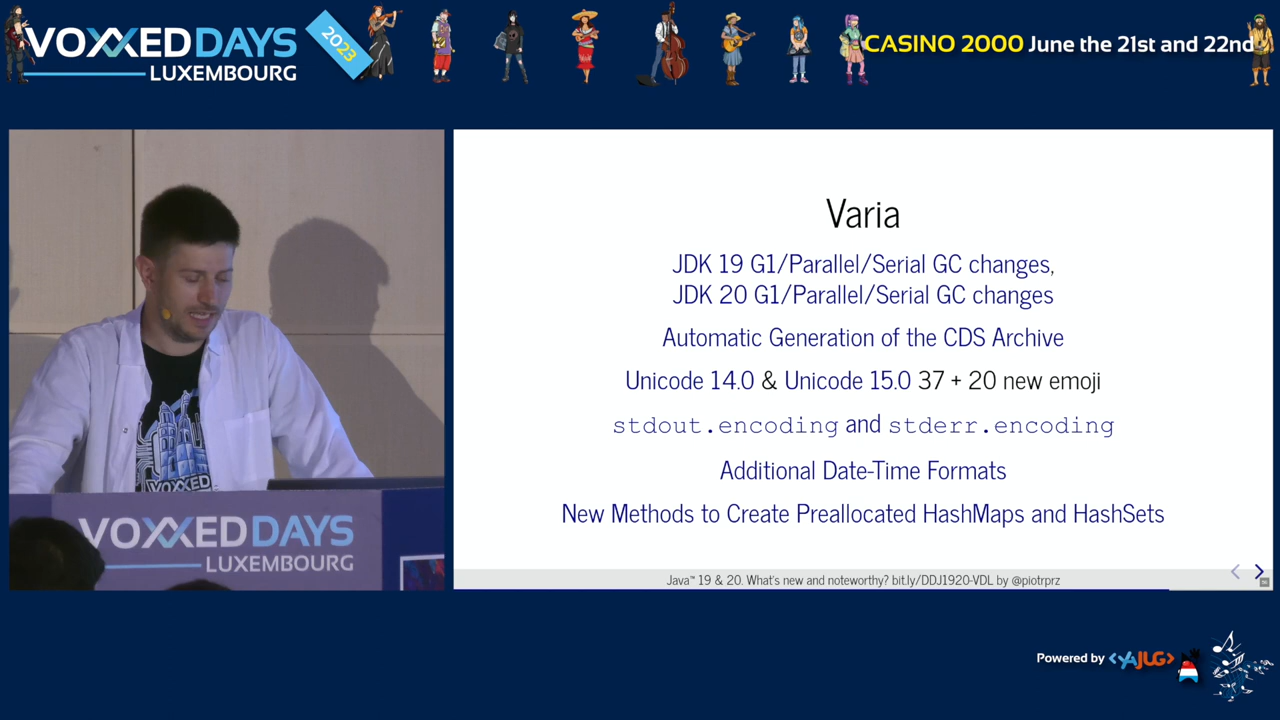 VOXXED DAYS
LUXEMBOURG
2023
CASINO 2000 June the 21st and 22nd
Varia
JDK 19 G1/Parallel/Serial GC changes,
JDK 20 G1/Parallel/Serial GC changes
Automatic Generation of the CDS Archive
Unicode 14.0 & Unicode 15.0 37 + 20 new emoji
stdout.encoding and stderr.encoding
Additional Date-Time Formats
New Methods to Create Preallocated HashMaps and HashSets
Java™ 19 & 20. What's new and noteworthy? bit.ly/DDJ1920-VDL by @piotrprz
VOXXED
VOXXED DAYS
LUXEMBOURG
Powered by <YAJUG>